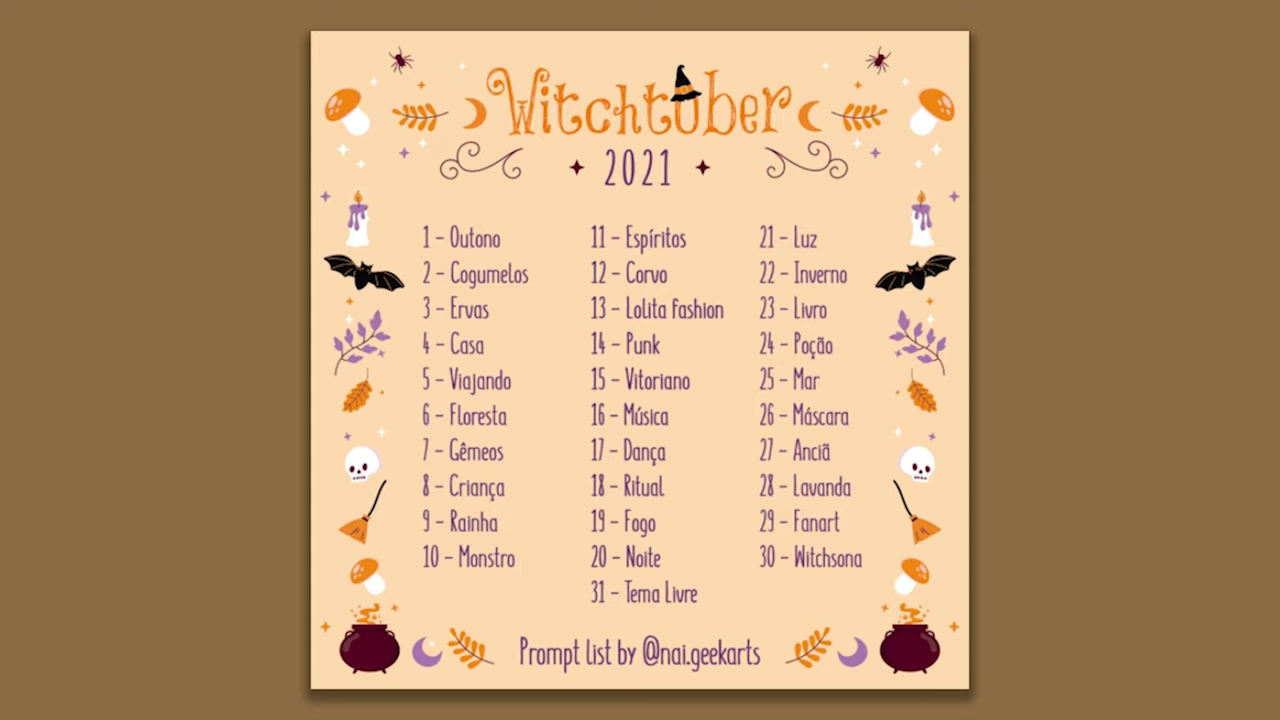 Witchtober
2021
1 - Outono
2 - Cogumelos
3 - Ervas
4 - Casa
5 - Viajando
6 - Floresta
7 - Gêmeos
8 - Criança
9 - Rainha
10 - Monstro
11 - Espíritos
12 - Corvo
13 - Lolita fashion
14 - Punk
15 - Vitoriano
16 - Música
17 - Dança
18 - Ritual
19 - Fogo
20 - Noite
31 - Tema Livre
21 - Luz
22 - Inverno
23 - Livro
24 - Poção
25 - Mar
26 - Máscara
27 - Anciã
28 - Lavanda
29 - Fanart
30 - Witchsona
Prompt list by @nai.geekarts